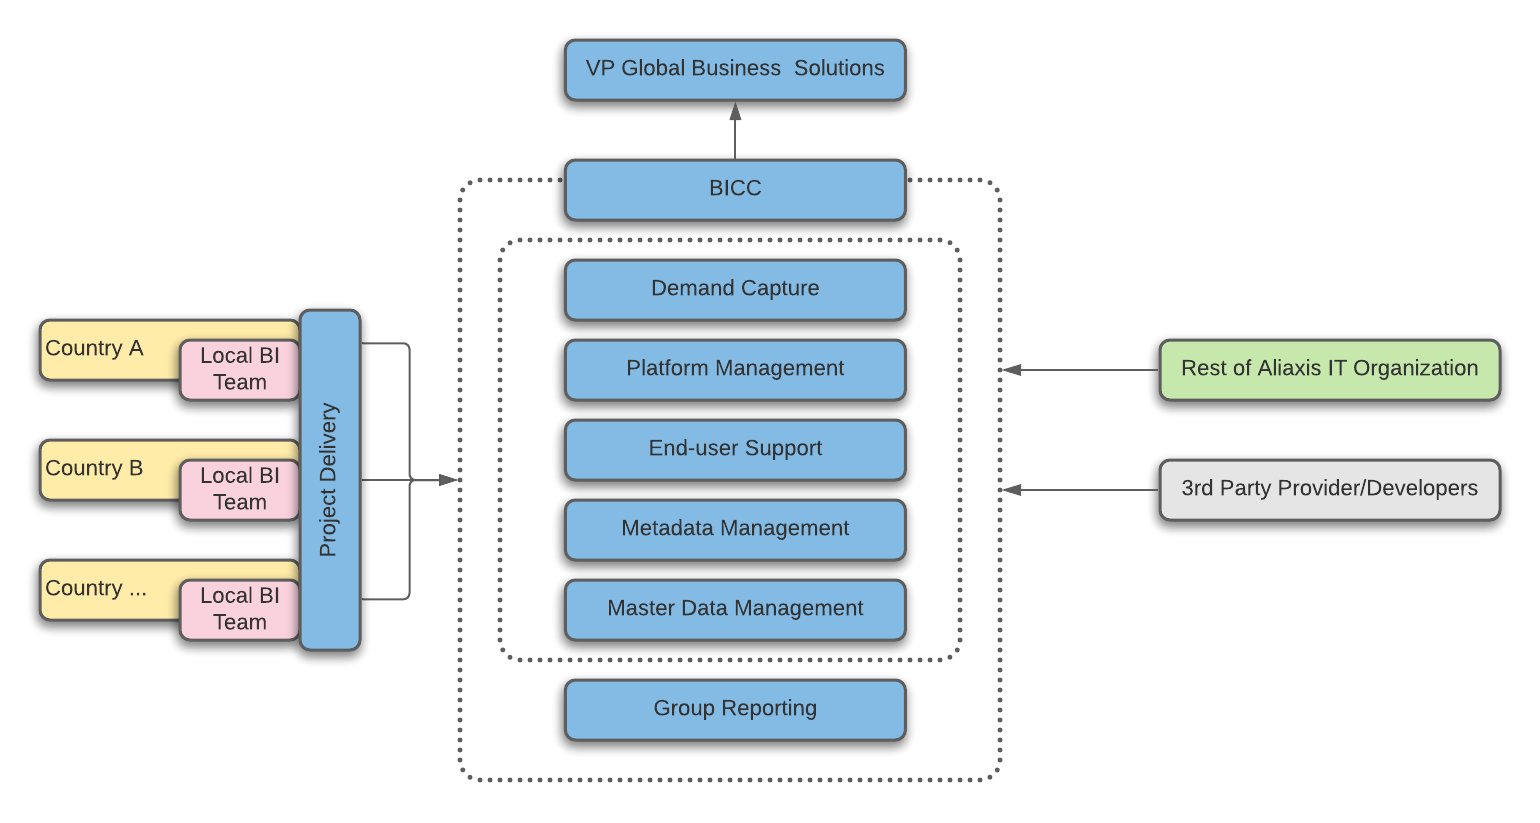 VP Global Business  Solutions
BICC
Demand Capture
Platform Management
End-user Support
Metadata Management
Master Data Management
Group Reporting
Country A
Local BI
Team
Country B
Local BI
Team
Country ...
Local BI
Team
Project Delivery
Rest of Aliaxis IT Organization
3rd Party Provider/Developers